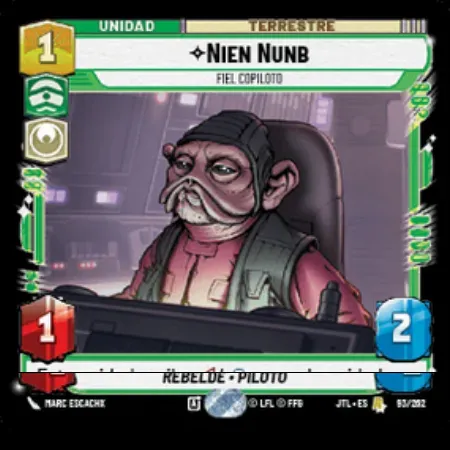 UNIDAD
TERRESTRE
1
NIEN NUNB
FIEL COPILOTO
1
2
REBELDE • PILOTO
MARC ESCACHX
A
© LFL © FFG
JTL • ES
93/262